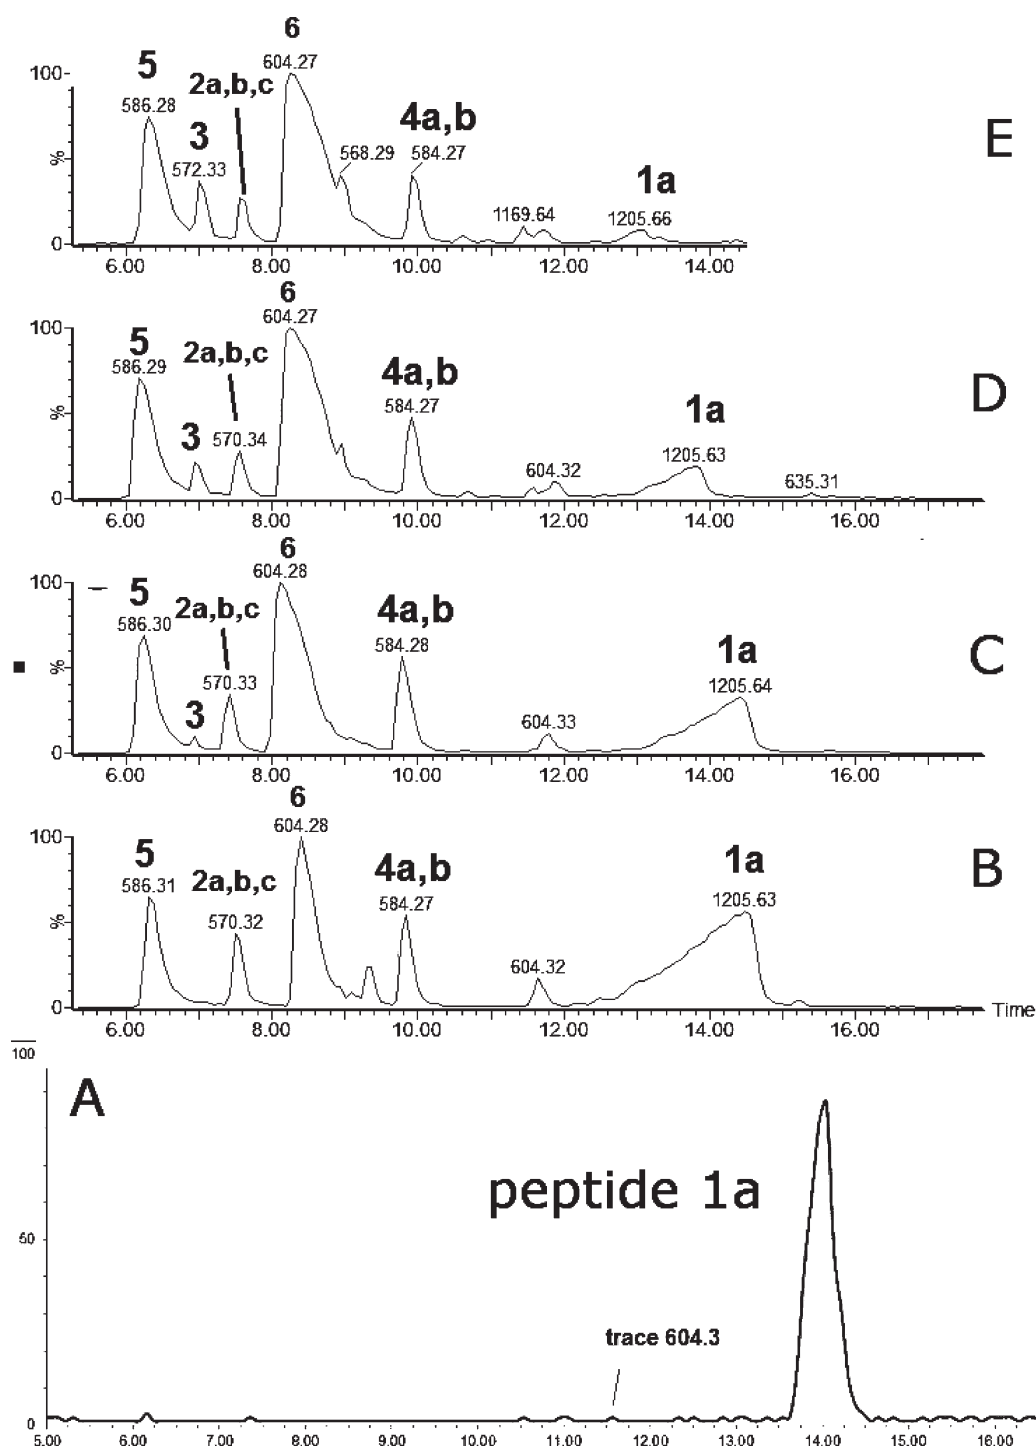 6
5 604.27
2a,b,c
100 586.28 4a,b E
3
572.33 568.29 584.27 1a
% 1169.64 1205.66
0
6.00 8.00 10.00 12.00 14.00
6
604.27
100 5 2a,b,c
586.29 4a,b D
3 570.34 584.27 1a
% 604.32 1205.63 635.31
0
6.00 8.00 10.00 12.00 14.00 16.00
6
604.28
100 5 2a,b,c 4a,b
586.30 584.28 1a C
% 3 570.33 604.33 1205.64
0
6.00 8.00 10.00 12.00 14.00 16.00
6
604.28
100 5 2a,b,c 4a,b 1a B
586.31 570.32 584.27 1205.63
% 604.32
0 Time
6.00 8.00 10.00 12.00 14.00 16.00
100
A
peptide 1a
50
trace 604.3
0
5.00 6.00 7.00 8.00 9.00 10.00 11.00 12.00 13.00 14.00 15.00 16.00